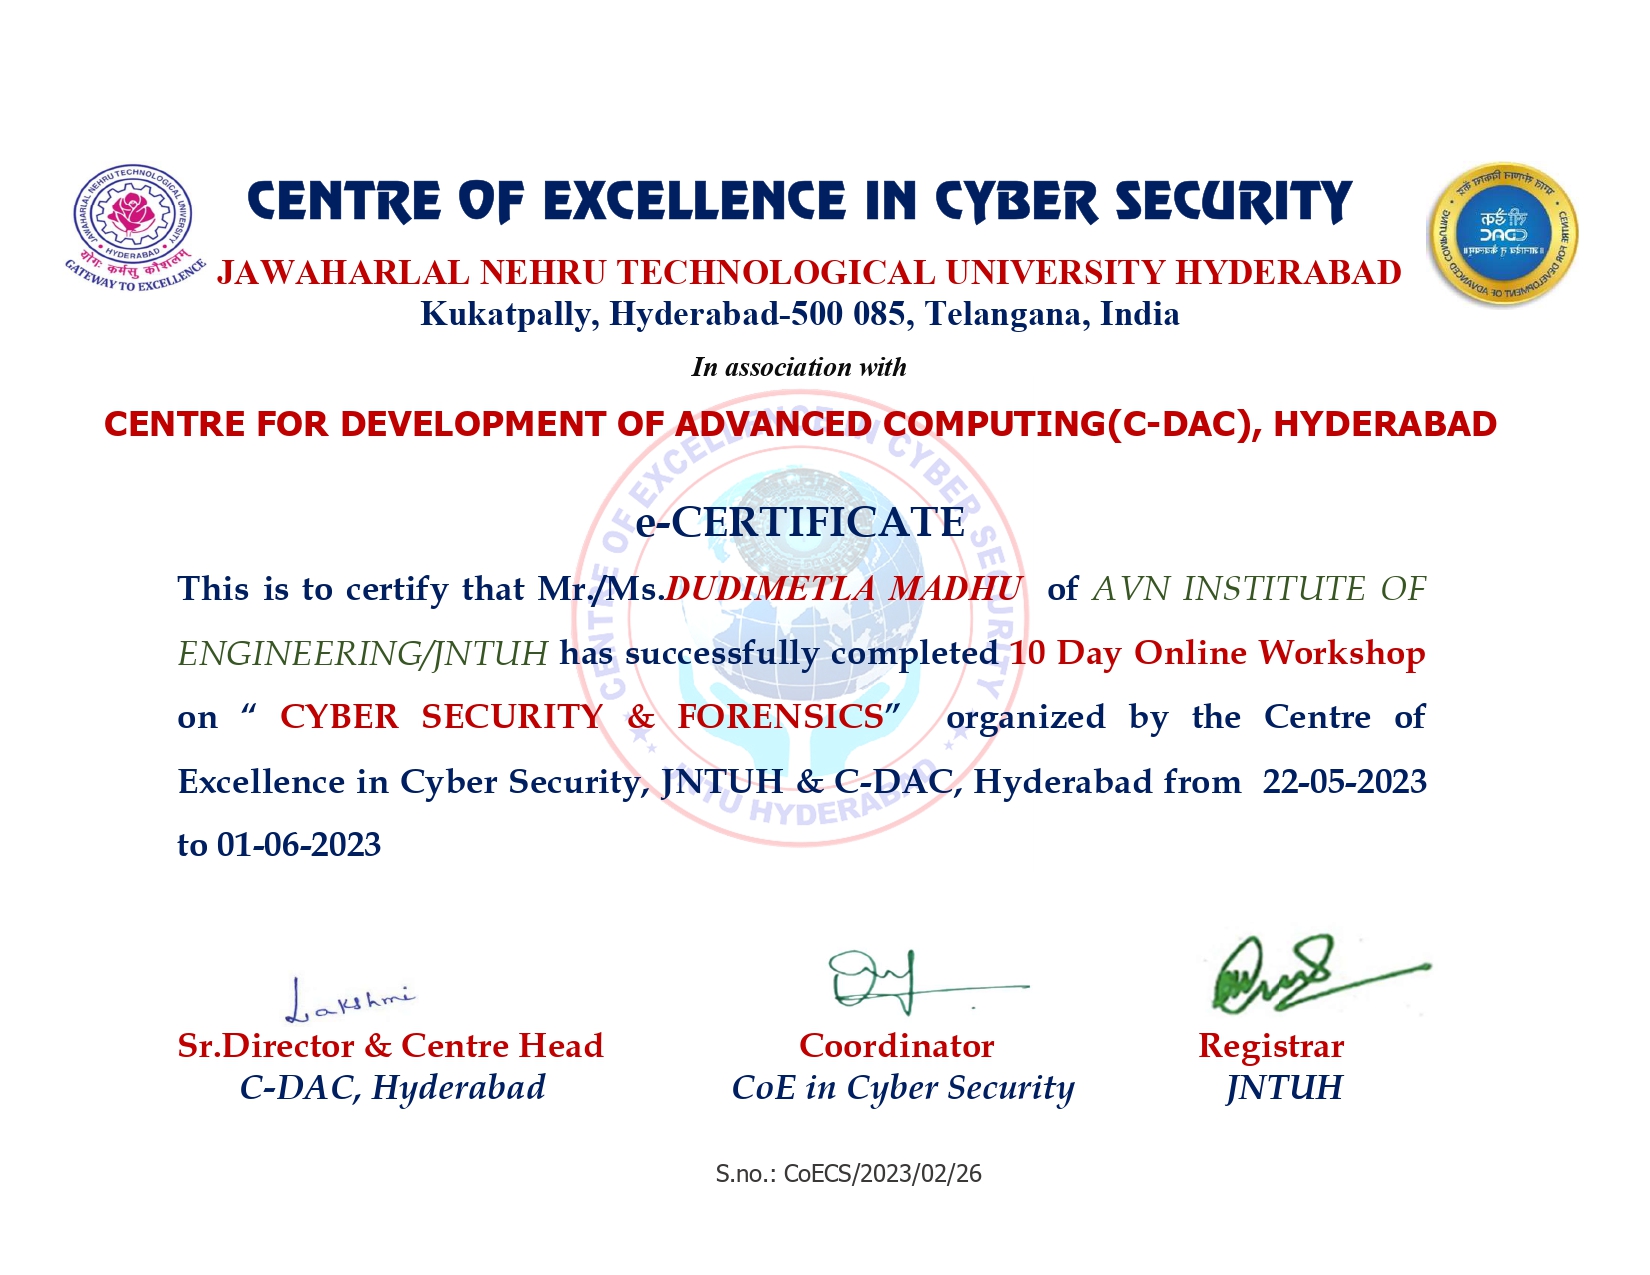 JAWAHARLAL NEHRU TECHNOLOGICAL UNIVERSITY
HYDERABAD
योगः कर्मसु कौशलम्
GATEWAY TO EXCELLENCE
CENTRE OF EXCELLENCE IN CYBER SECURITY
JAWAHARLAL NEHRU TECHNOLOGICAL UNIVERSITY HYDERABAD
Kukatpally, Hyderabad-500 085, Telangana, India
प्रगत संगणन विकास केंद्र
सी डैक
CDAC
CENTRE FOR DEVELOPMENT OF ADVANCED COMPUTING
In association with
CENTRE FOR DEVELOPMENT OF ADVANCED COMPUTING(C-DAC), HYDERABAD
CENTRE OF EXCELLENCE IN CYBER SECURITY
JNTU HYDERABAD
e-CERTIFICATE
This is to certify that Mr./Ms.DUDIMETLA MADHU of AVN INSTITUTE OF
ENGINEERING/JNTUH has successfully completed 10 Day Online Workshop
on “ CYBER SECURITY & FORENSICS” organized by the Centre of
Excellence in Cyber Security, JNTUH & C-DAC, Hyderabad from 22-05-2023
to 01-06-2023
Lakshmi
Sr.Director & Centre Head Coordinator Registrar
C-DAC, Hyderabad CoE in Cyber Security JNTUH
S.no.: CoECS/2023/02/26